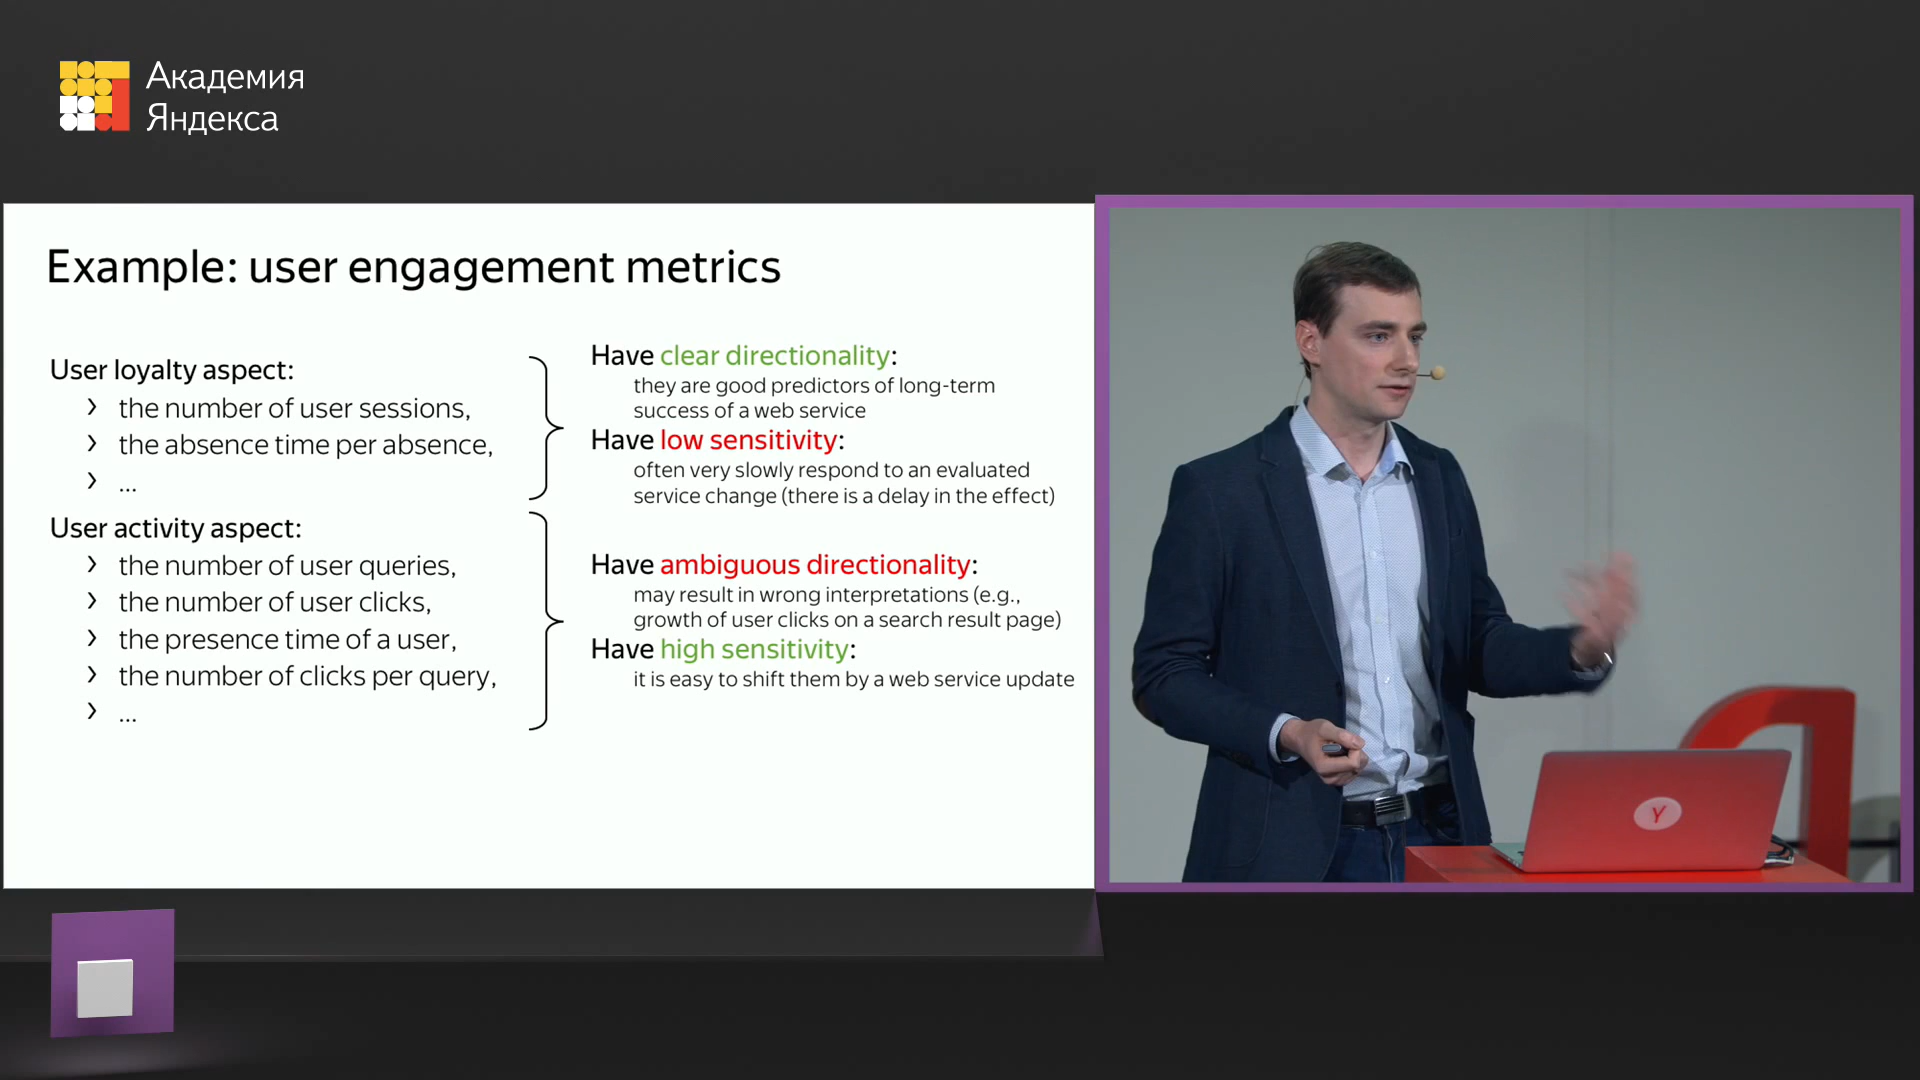 Академия
Яндекса
Example: user engagement metrics
User loyalty aspect:
› the number of user sessions,
› the absence time per absence,
› ...
User activity aspect:
› the number of user queries,
› the number of user clicks,
› the presence time of a user,
› the number of clicks per query,
› ...
Have clear directionality:
they are good predictors of long-term
success of a web service
Have low sensitivity:
often very slowly respond to an evaluated
service change (there is a delay in the effect)
Have ambiguous directionality:
may result in wrong interpretations (e.g.,
growth of user clicks on a search result page)
Have high sensitivity:
it is easy to shift them by a web service update
Y